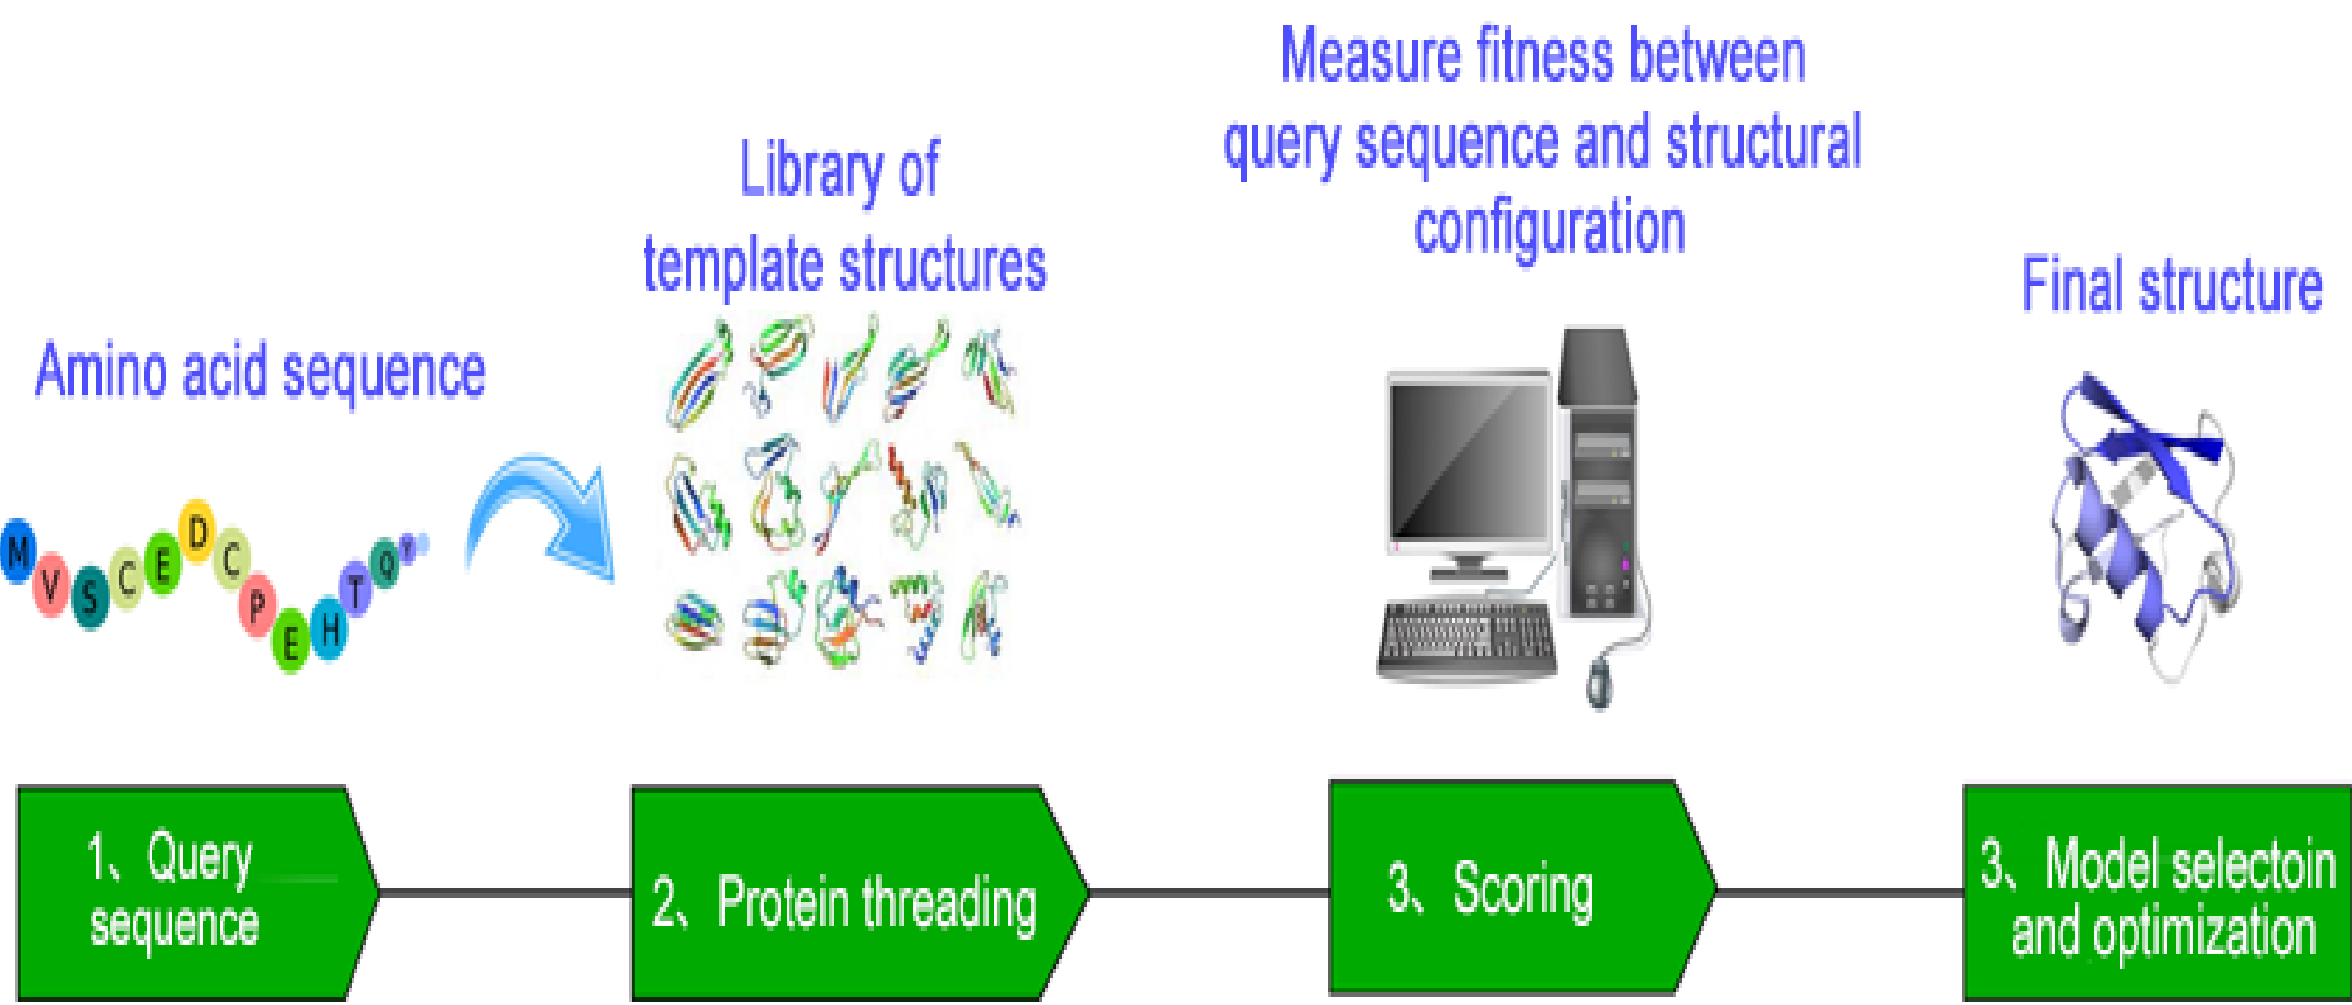 Measure fitness between
query sequence and structural
configuration
Library of
template structures
Final structure
Amino acid sequence
M V S C E D C P E H T Q Y
1、Query
sequence
2、Protein threading
3、Scoring
3、Model selectoin
and optimization